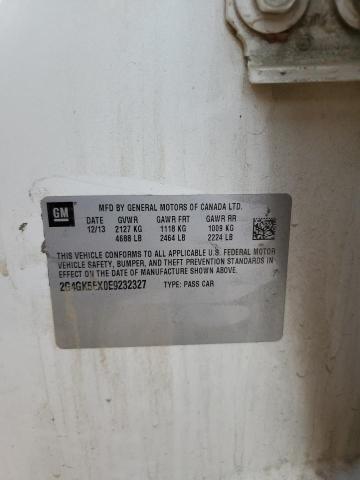 GM
MFD BY GENERAL MOTORS OF CANADA LTD.
DATE GVWR GAWR FRT GAWR RR
12/13 2127 KG 1118 KG 1009 KG
4688 LB 2464 LB 2224 LB
THIS VEHICLE CONFORMS TO ALL APPLICABLE U.S. FEDERAL MOTOR
VEHICLE SAFETY, BUMPER, AND THEFT PREVENTION STANDARDS IN
EFFECT ON THE DATE OF MANUFACTURE SHOWN ABOVE.
2G4GK5EX0E9232327 TYPE: PASS CAR